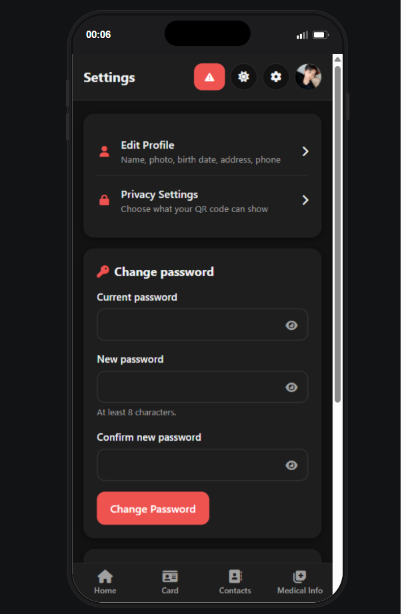 00:06
Settings
Edit Profile
Name, photo, birth date, address, phone
Privacy Settings
Choose what your QR code can show
Change password
Current password
New password
At least 8 characters.
Confirm new password
Change Password
Home
Card
Contacts
Medical Info